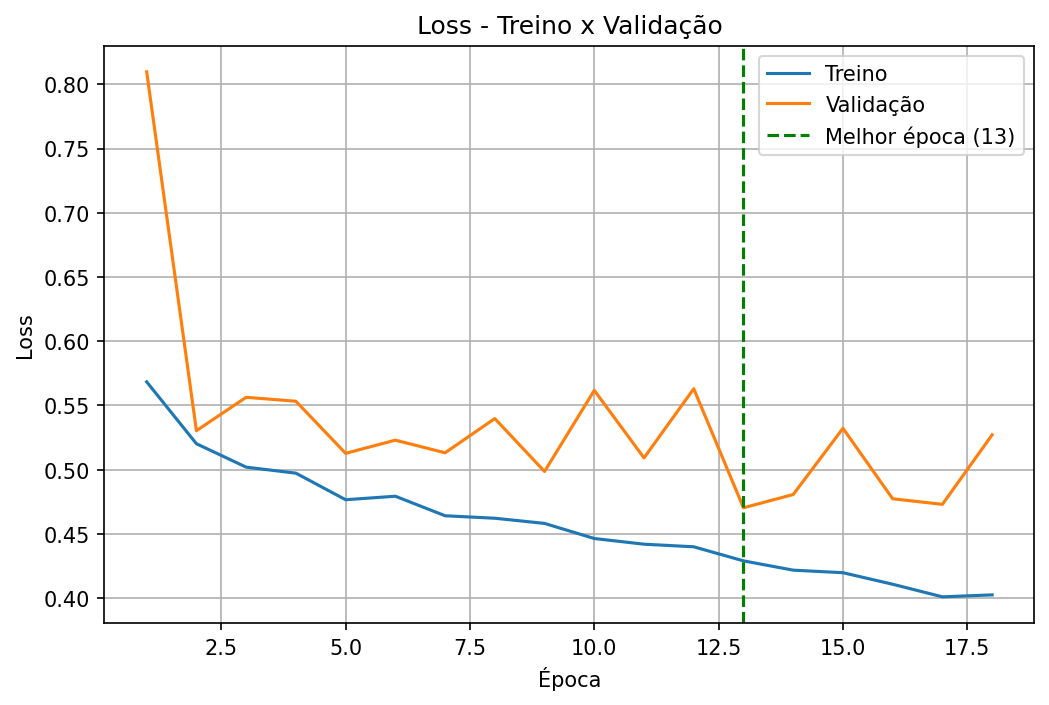 Loss - Treino x Validação
Treino
Validação
Melhor época (13)
0.80
0.75
0.70
0.65
0.60
0.55
0.50
0.45
0.40
Loss
2.5 5.0 7.5 10.0 12.5 15.0 17.5
Época